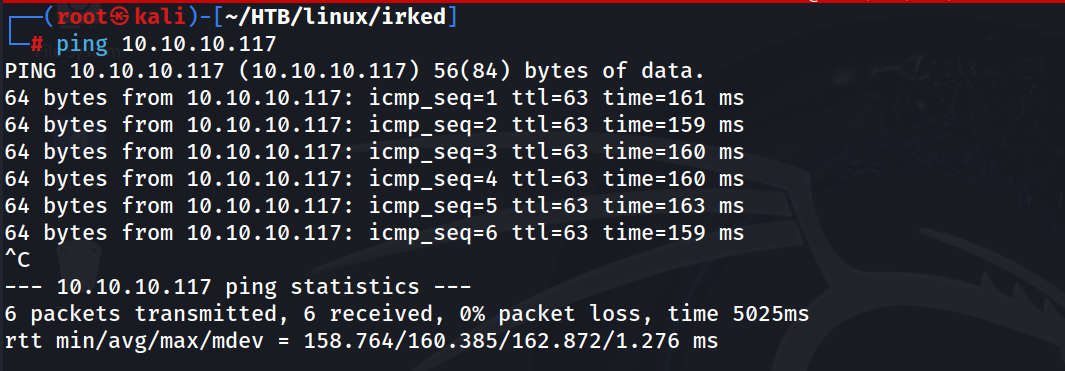 ┌──(root㉿kali)-[~/HTB/linux/irked]
└─# ping 10.10.10.117
PING 10.10.10.117 (10.10.10.117) 56(84) bytes of data.
64 bytes from 10.10.10.117: icmp_seq=1 ttl=63 time=161 ms
64 bytes from 10.10.10.117: icmp_seq=2 ttl=63 time=159 ms
64 bytes from 10.10.10.117: icmp_seq=3 ttl=63 time=160 ms
64 bytes from 10.10.10.117: icmp_seq=4 ttl=63 time=160 ms
64 bytes from 10.10.10.117: icmp_seq=5 ttl=63 time=163 ms
64 bytes from 10.10.10.117: icmp_seq=6 ttl=63 time=159 ms
^C
--- 10.10.10.117 ping statistics ---
6 packets transmitted, 6 received, 0% packet loss, time 5025ms
rtt min/avg/max/mdev = 158.764/160.385/162.872/1.276 ms